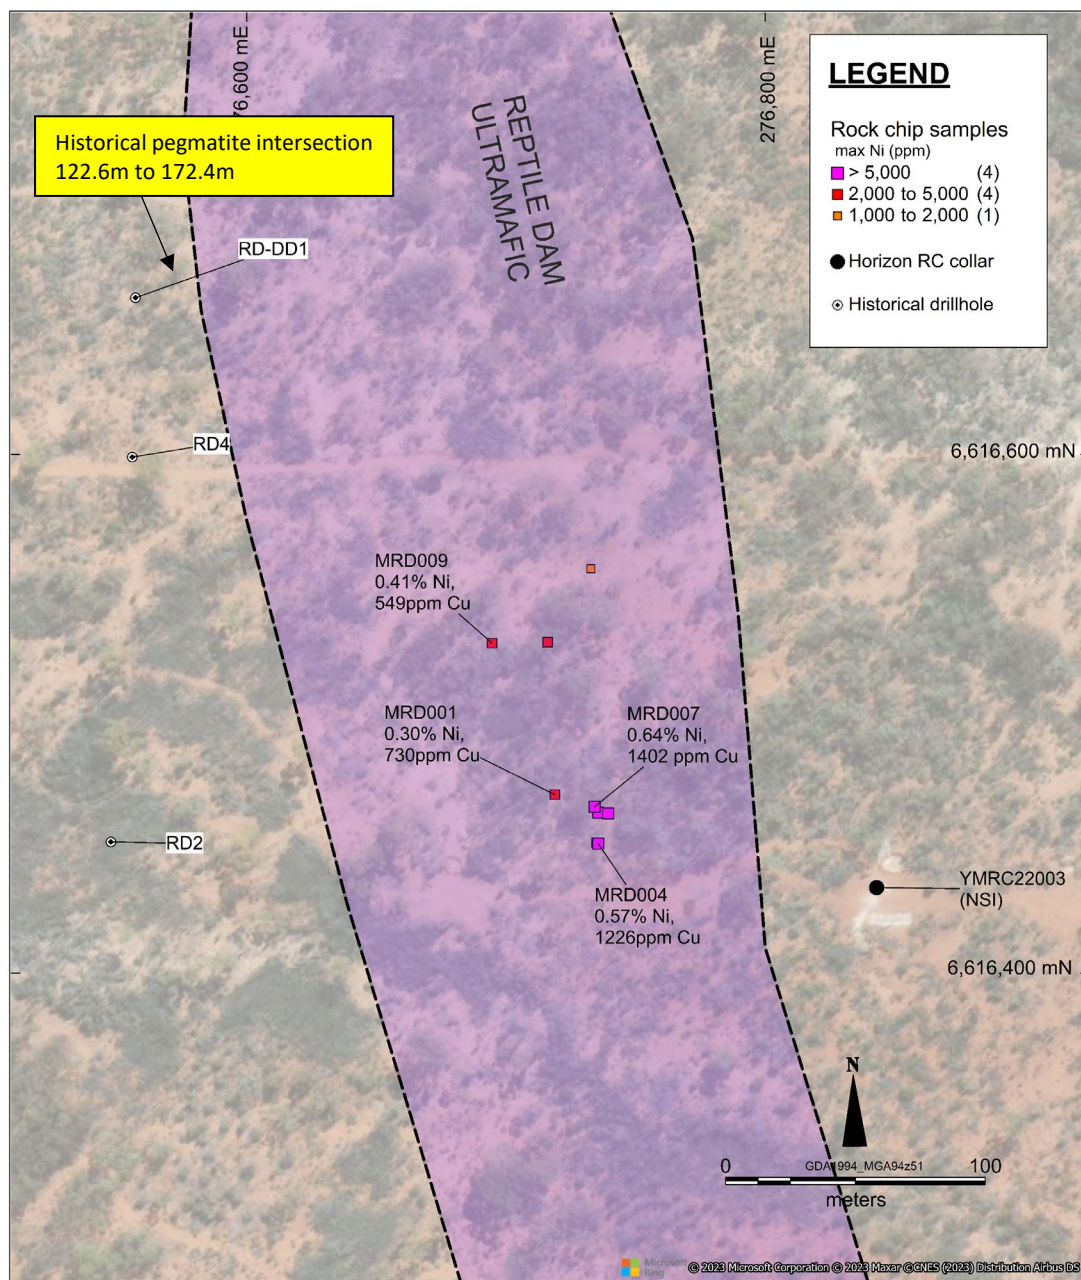 76,600 mE
276,800 mE
LEGEND
Rock chip samples
max Ni (ppm)
> 5,000 (4)
2,000 to 5,000 (4)
1,000 to 2,000 (1)
Horizon RC collar
Historical drillhole
REPTILE DAM
ULTRAMAFIC
Historical pegmatite intersection
122.6m to 172.4m
RD-DD1
RD4
6,616,600 mN
MRD009
0.41% Ni,
549ppm Cu
MRD001
0.30% Ni,
730ppm Cu
MRD007
0.64% Ni,
1402 ppm Cu
RD2
MRD004
0.57% Ni,
1226ppm Cu
YMRC22003
(NSI)
6,616,400 mN
N
0 100
GDA1994_MGA94z51
meters
Microsoft
Bing
© 2023 Microsoft Corporation © 2023 Maxar ©CNES (2023) Distribution Airbus DS